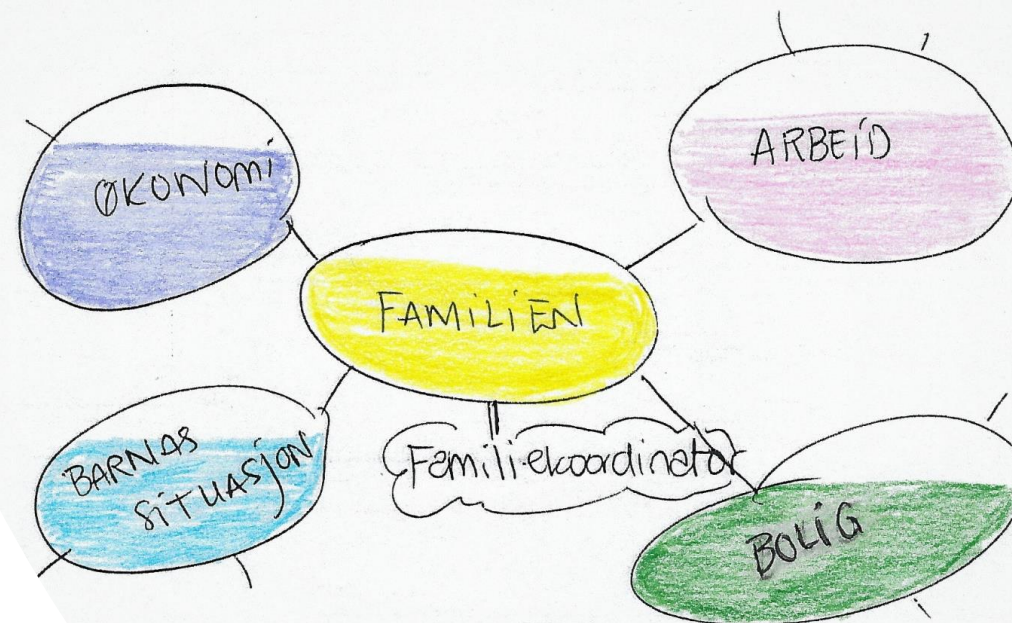 ØKONOMi
ARBEiD
FAMiLiEN
BARNAS
SiTUASjON
Familiekoordinator
BOLiG